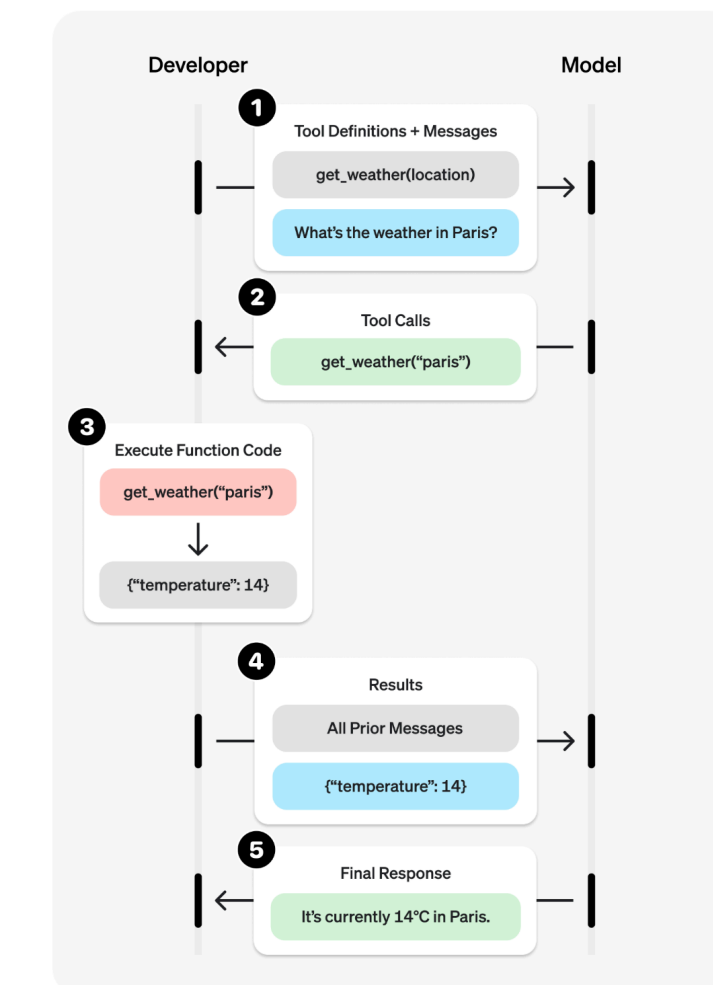 Developer
Model
1
Tool Definitions + Messages
get_weather(location)
What’s the weather in Paris?
2
Tool Calls
get_weather(“paris”)
3
Execute Function Code
get_weather(“paris”)
{“temperature”: 14}
4
Results
All Prior Messages
{“temperature”: 14}
5
Final Response
It’s currently 14°C in Paris.